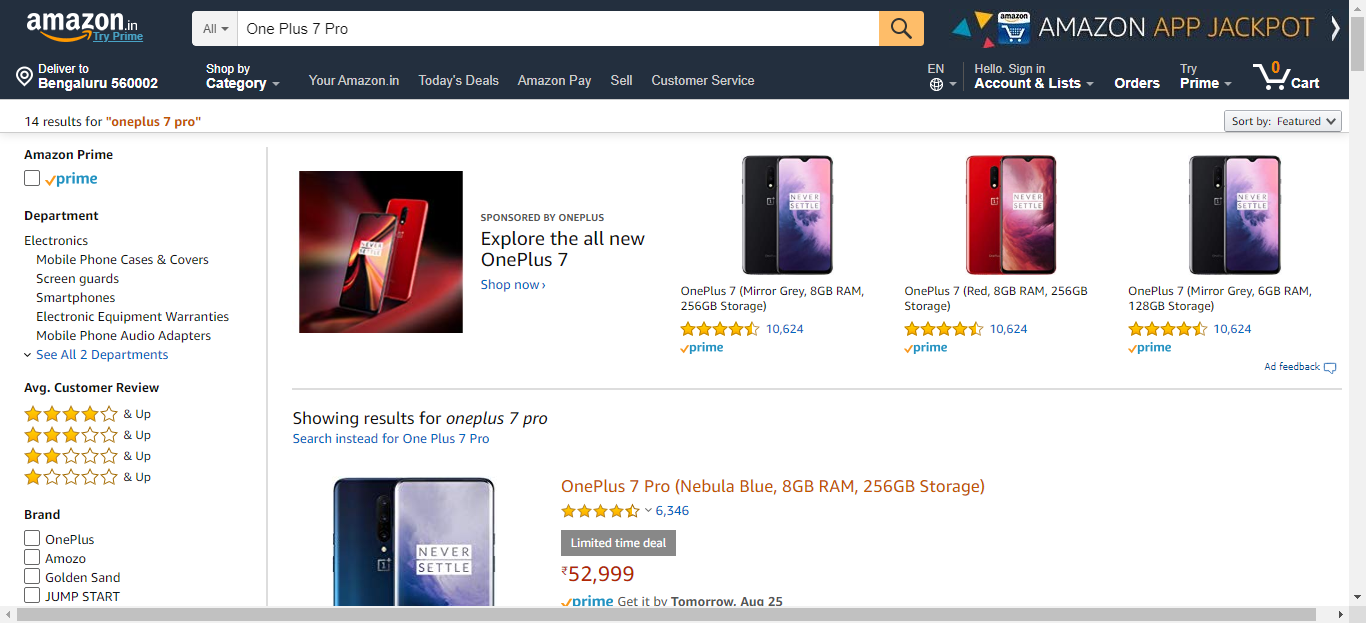 amazon.in
Try Prime
All
One Plus 7 Pro
amazon
AMAZON APP JACKPOT
Deliver to
Bengaluru 560002
Shop by
Category
Your Amazon.in
Today's Deals
Amazon Pay
Sell
Customer Service
EN
Hello. Sign in
Account & Lists
Orders
Try
Prime
0
Cart
14 results for "oneplus 7 pro"
Sort by: Featured
Amazon Prime
prime
Department
Electronics
Mobile Phone Cases & Covers
Screen guards
Smartphones
Electronic Equipment Warranties
Mobile Phone Audio Adapters
See All 2 Departments
Avg. Customer Review
& Up
& Up
& Up
& Up
Brand
OnePlus
Amozo
Golden Sand
JUMP START
NEVER
SETTLE
SPONSORED BY ONEPLUS
Explore the all new
OnePlus 7
Shop now ›
NEVER
SETTLE
OnePlus 7 (Mirror Grey, 8GB RAM,
256GB Storage)
10,624
prime
NEVER
SETTLE
OnePlus 7 (Red, 8GB RAM, 256GB
Storage)
10,624
prime
NEVER
SETTLE
OnePlus 7 (Mirror Grey, 6GB RAM,
128GB Storage)
10,624
prime
Ad feedback
Showing results for oneplus 7 pro
Search instead for One Plus 7 Pro
NEVER
SETTLE
OnePlus 7 Pro (Nebula Blue, 8GB RAM, 256GB Storage)
6,346
Limited time deal
₹52,999
prime Get it by Tomorrow, Aug 25